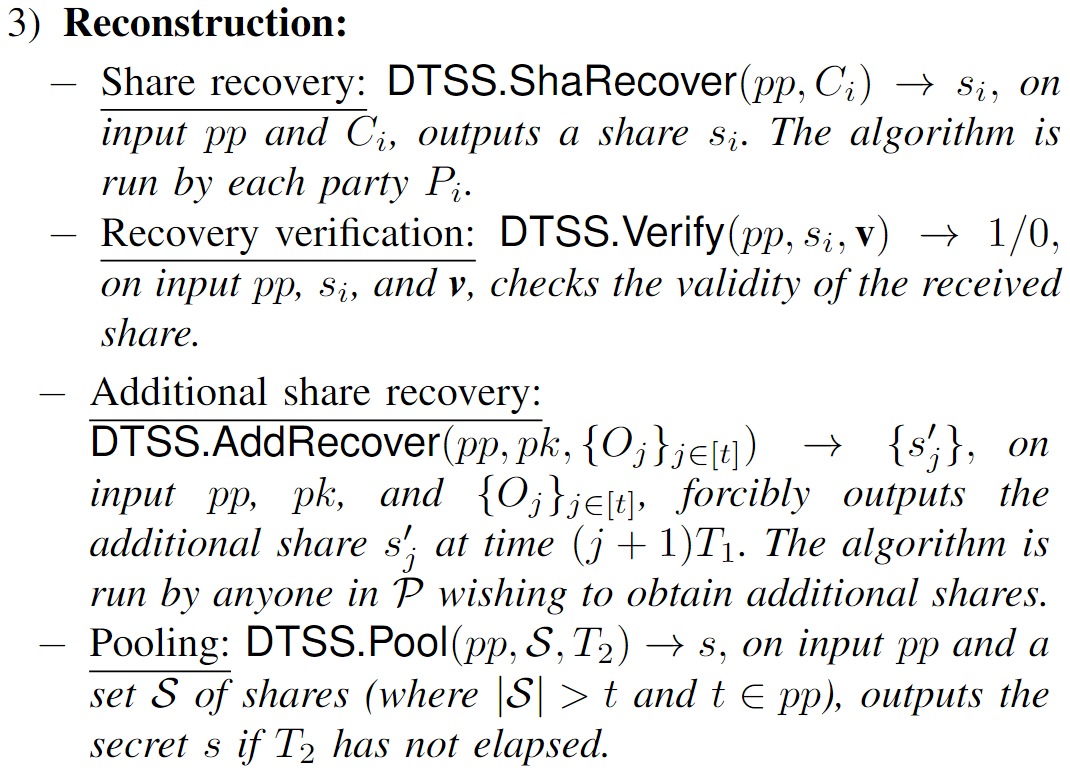 3) Reconstruction:
– Share recovery: DTSS.ShaRecover(pp, C_i) → s_i, on
input pp and C_i, outputs a share s_i. The algorithm is
run by each party P_i.
– Recovery verification: DTSS.Verify(pp, s_i, v) → 1/0,
on input pp, s_i, and v, checks the validity of the received
share.
– Additional share recovery:
DTSS.AddRecover(pp, pk, {O_j}_{j∈[t]}) → {s′_j}, on
input pp, pk, and {O_j}_{j∈[t]}, forcibly outputs the
additional share s′_j at time (j + 1)T_1. The algorithm is
run by anyone in 𝒫 wishing to obtain additional shares.
– Pooling: DTSS.Pool(pp, 𝒮, T_2) → s, on input pp and a
set 𝒮 of shares (where |𝒮| > t and t ∈ pp), outputs the
secret s if T_2 has not elapsed.